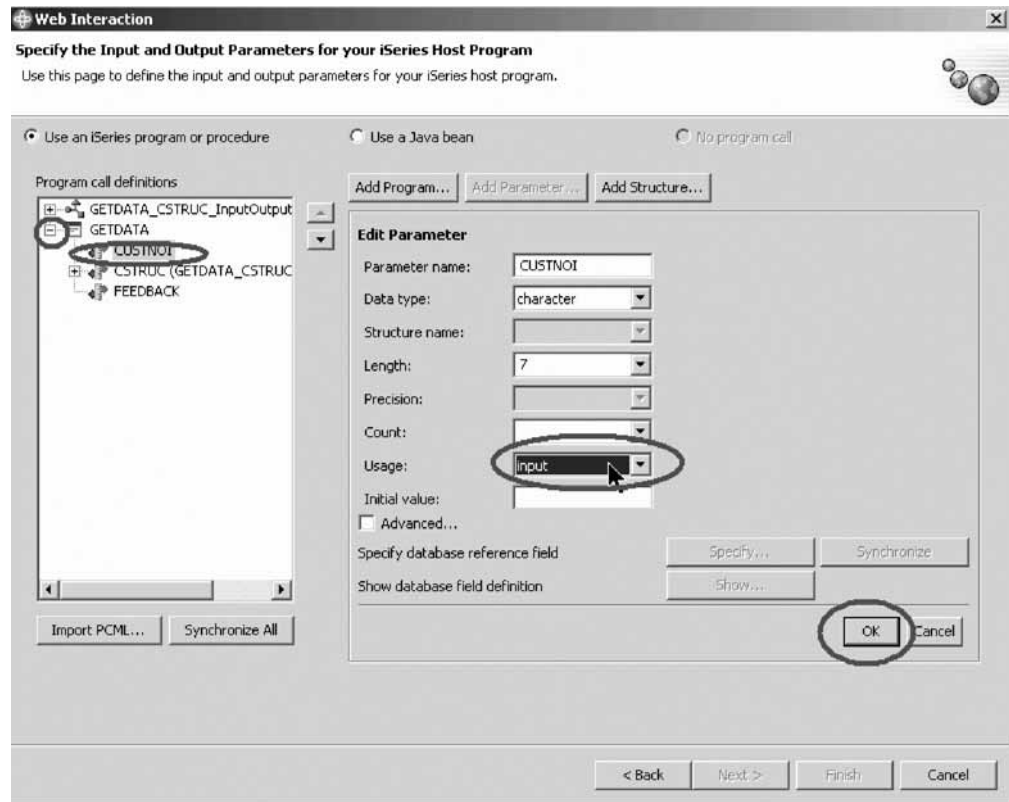 Web Interaction
Specify the Input and Output Parameters for your iSeries Host Program
Use this page to define the input and output parameters for your iSeries host program.
Use an iSeries program or procedure
Use a Java bean
No program call
Program call definitions
GETDATA_CSTRUC_InputOutput
GETDATA
CUSTNOI
CSTRUC (GETDATA_CSTRUC
FEEDBACK
Import PCML...
Synchronize All
Add Program...
Add Parameter...
Add Structure...
Edit Parameter
Parameter name: CUSTNOI
Data type: character
Structure name:
Length: 7
Precision:
Count:
Usage: input
Initial value:
Advanced...
Specify database reference field Specify... Synchronize
Show database field definition Show...
OK Cancel
< Back Next > Finish Cancel